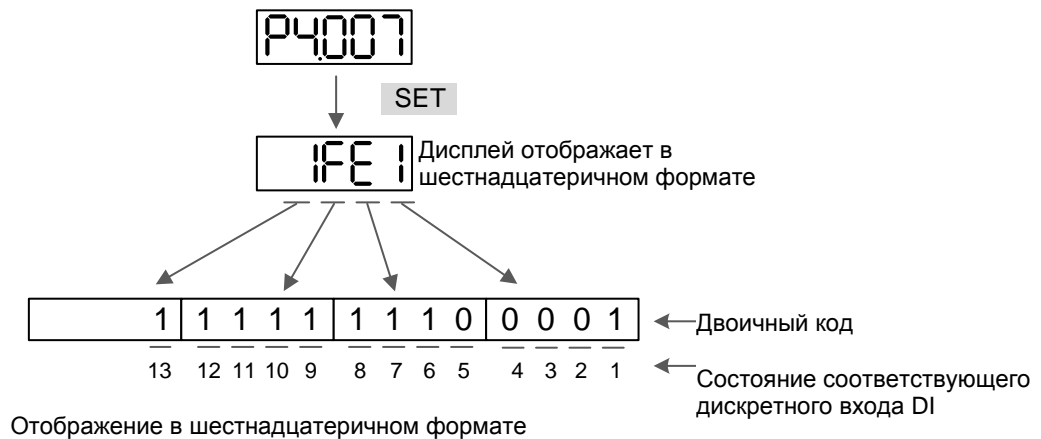 P4.007
SET
1FE1
Дисплей отображает в
шестнадцатеричном формате
1 1 1 1 1 1 1 1 0 0 0 0 1
Двоичный код
13 12 11 10 9 8 7 6 5 4 3 2 1
Состояние соответствующего
дискретного входа DI
Отображение в шестнадцатеричном формате